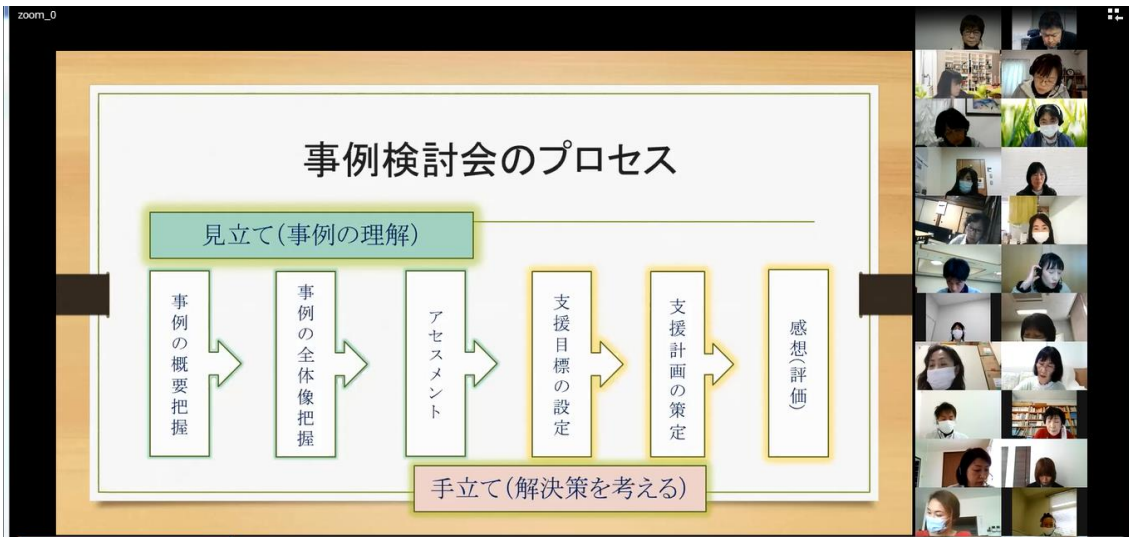 zoom_0
事例検討会のプロセス
見立て(事例の理解)
事例の概要把握
事例の全体像把握
アセスメント
支援目標の設定
支援計画の策定
感想(評価)
手立て(解決策を考える)